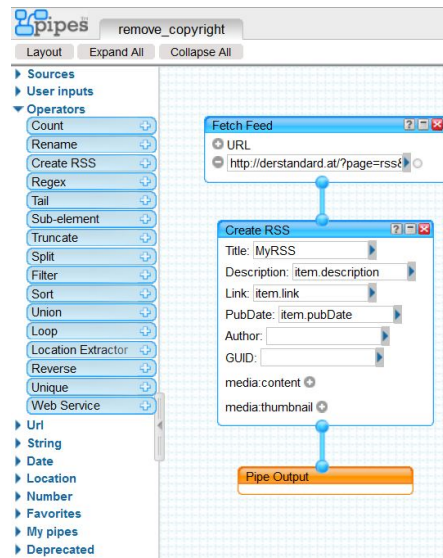 pipes
remove_copyright
Layout
Expand All
Collapse All
Sources
User inputs
Operators
Count
Rename
Create RSS
Regex
Tail
Sub-element
Truncate
Split
Filter
Sort
Union
Loop
Location Extractor
Reverse
Unique
Web Service
Url
String
Date
Location
Number
Favorites
My pipes
Deprecated
Fetch Feed
URL
http://derstandard.at/?page=rss&
Create RSS
Title: MyRSS
Description: item.description
Link: item.link
PubDate: item.pubDate
Author:
GUID:
media:content
media:thumbnail
Pipe Output